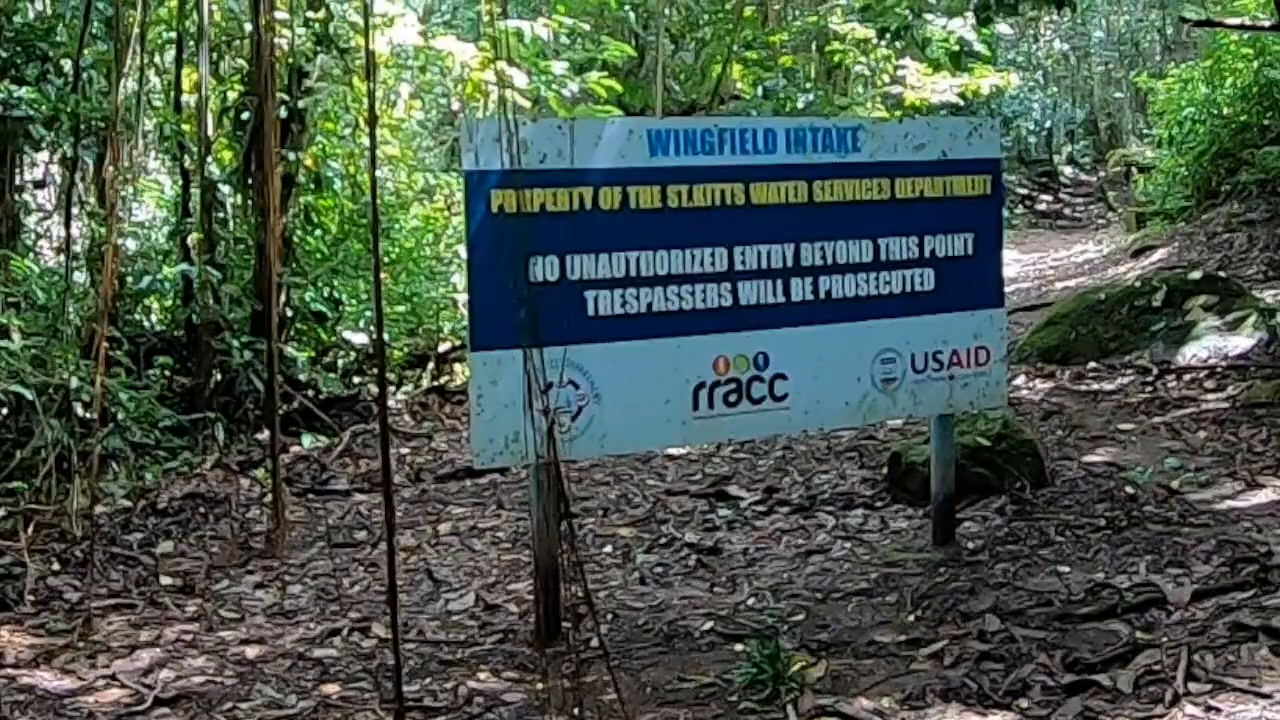 WINGFIELD INTAKE
PROPERTY OF THE ST.KITTS WATER SERVICES DEPARTMENT
NO UNAUTHORIZED ENTRY BEYOND THIS POINT
TRESPASSERS WILL BE PROSECUTED
rracc
USAID